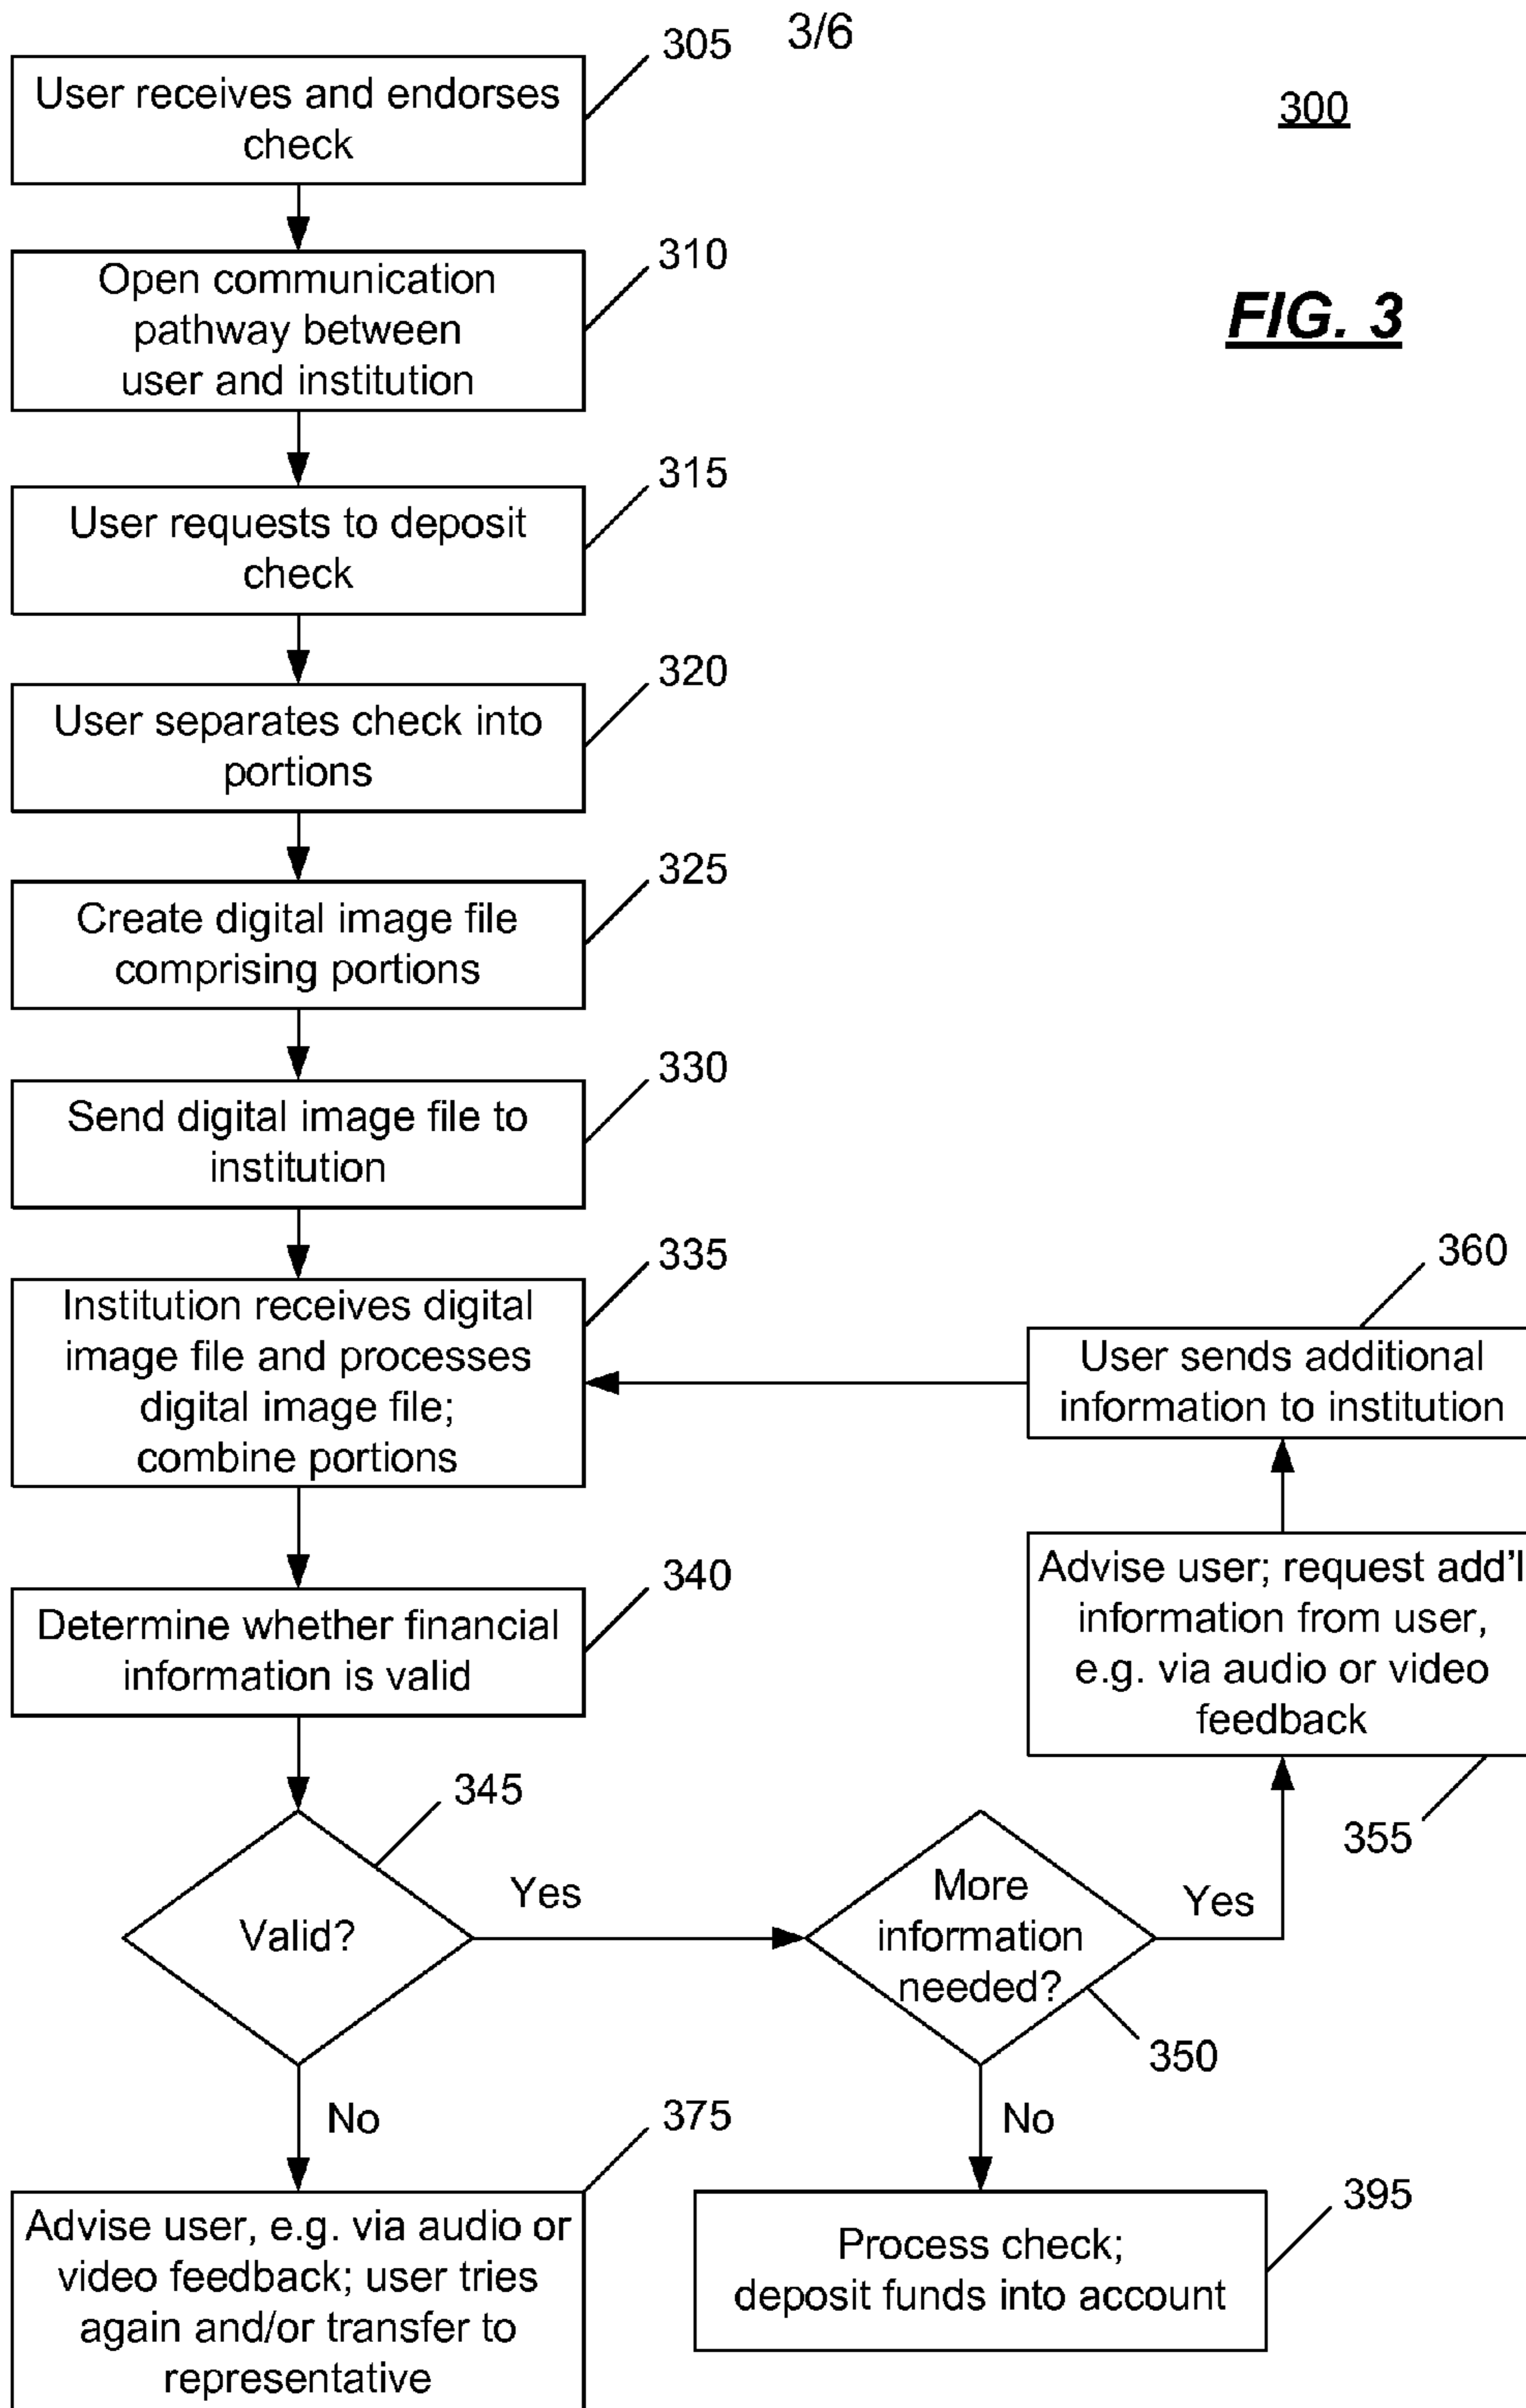 3/6
300
FIG. 3
305
User receives and endorses
check
310
Open communication
pathway between
user and institution
315
User requests to deposit
check
320
User separates check into
portions
325
Create digital image file
comprising portions
330
Send digital image file to
institution
335
Institution receives digital
image file and processes
digital image file;
combine portions
340
Determine whether financial
information is valid
345
Valid?
Yes
No
350
More
information
needed?
Yes
No
355
Advise user; request add'l
information from user,
e.g. via audio or video
feedback
360
User sends additional
information to institution
375
Advise user, e.g. via audio or
video feedback; user tries
again and/or transfer to
representative
395
Process check;
deposit funds into account